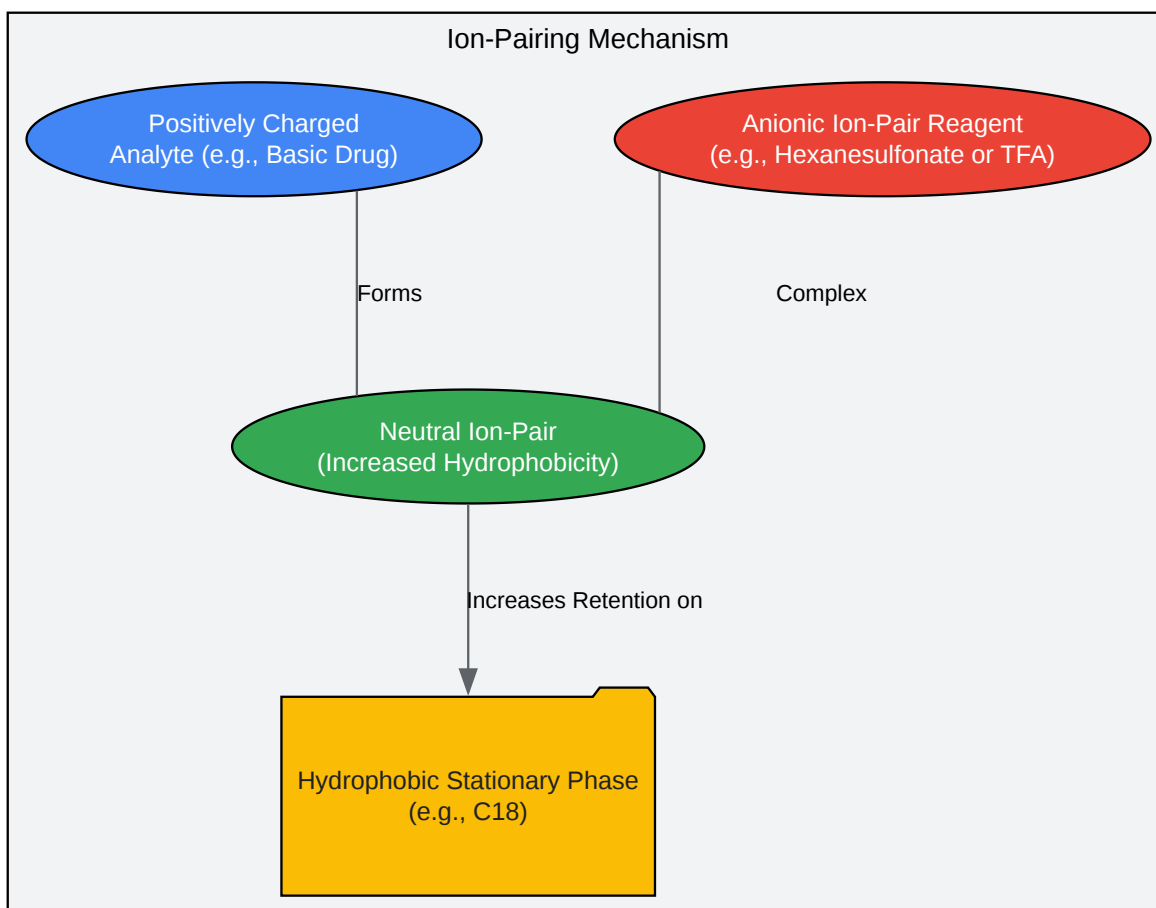 Ion-Pairing Mechanism
Positively Charged
Analyte (e.g., Basic Drug)
Anionic Ion-Pair Reagent
(e.g., Hexanesulfonate or TFA)
Forms
Complex
Neutral Ion-Pair
(Increased Hydrophobicity)
Increases Retention on
Hydrophobic Stationary Phase
(e.g., C18)